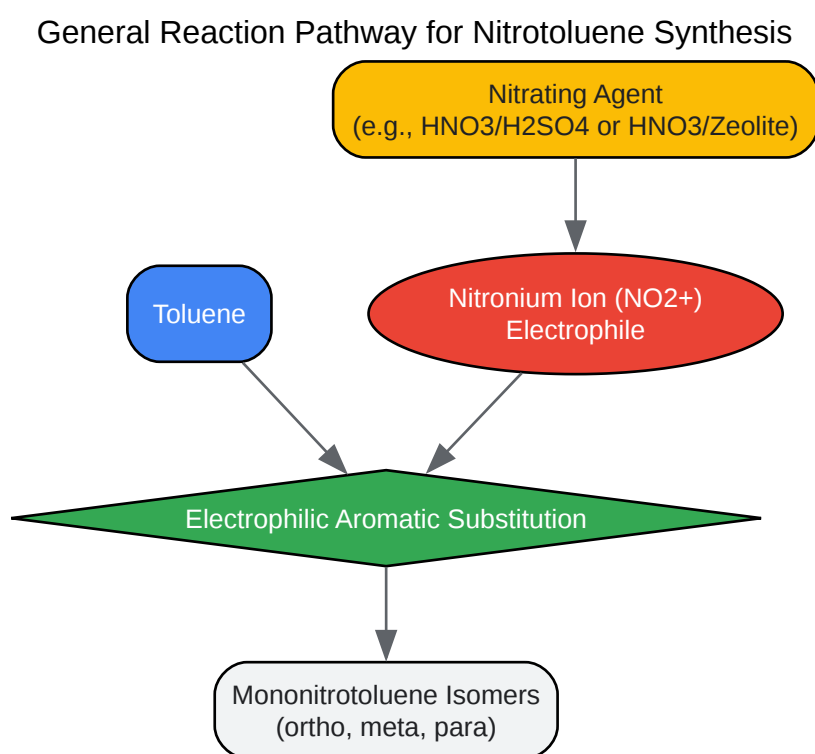 General Reaction Pathway for Nitrotoluene Synthesis
Nitrating Agent
(e.g., HNO3/H2SO4 or HNO3/Zeolite)
Toluene
Nitronium Ion (NO2+)
Electrophile
Electrophilic Aromatic Substitution
Mononitrotoluene Isomers
(ortho, meta, para)